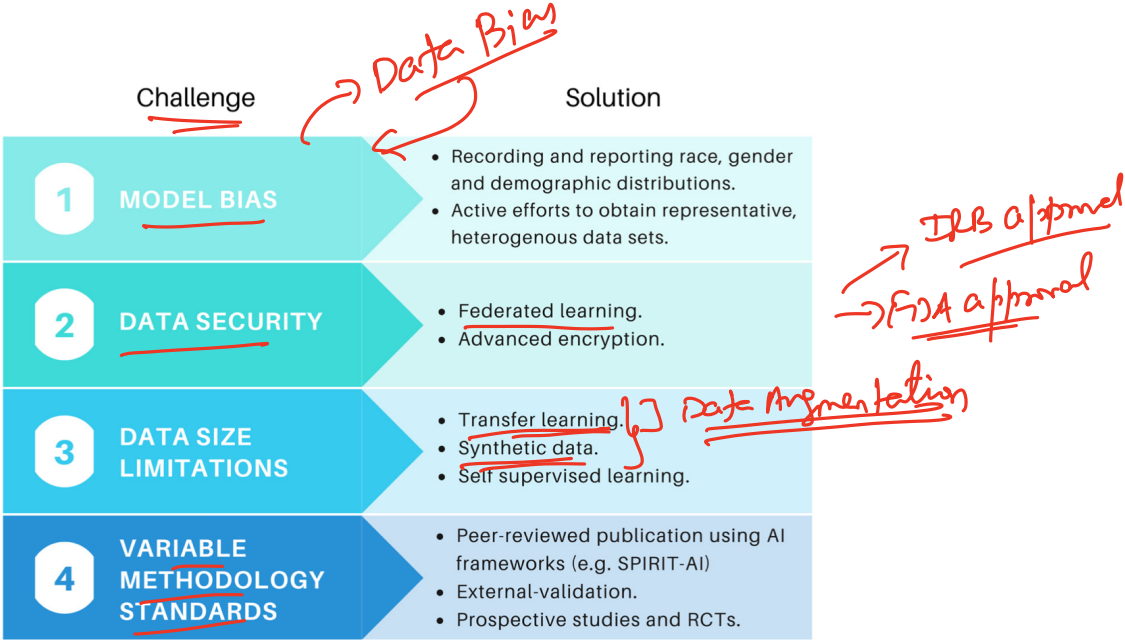 Data Bias
Challenge
Solution
1
MODEL BIAS
• Recording and reporting race, gender
and demographic distributions.
• Active efforts to obtain representative,
heterogenous data sets.
IRB approval
2
DATA SECURITY
• Federated learning.
• Advanced encryption.
FDA approval
3
DATA SIZE
LIMITATIONS
• Transfer learning.
• Synthetic data.
• Self supervised learning.
Data Augmentation
4
VARIABLE
METHODOLOGY
STANDARDS
• Peer-reviewed publication using AI
frameworks (e.g. SPIRIT-AI)
• External-validation.
• Prospective studies and RCTs.